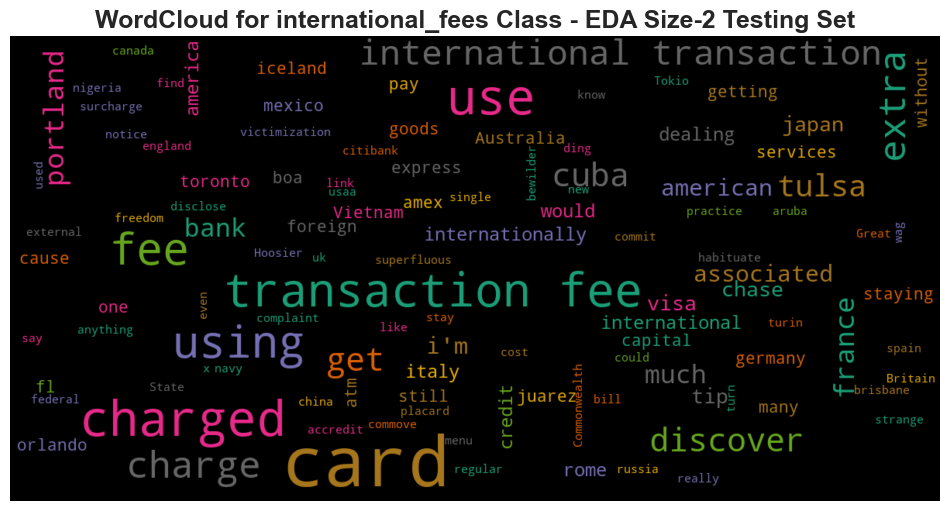 WordCloud for international_fees Class - EDA Size-2 Testing Set
canada
international transaction
iceland
america
portland
nigeria
find
pay
use
know
Tokio
getting
extra
without
surcharge
mexico
notice
victimization
goods
Australia
dealing
japan
england
citibank
ding
services
used
toronto
boa
express
bewilder
cuba
american
tulsa
link
usaa
amex
single
new
disclose
Vietnam
would
practice
aruba
freedom
bank
foreign
external
fee
internationally
commit
Great
wag
cause
Hoosier
uk
superfluous
habituate
associated
transaction fee
chase
staying
one
even
visa
complaint
stay
international
turin
france
anything
like
say
using
i'm
capital
get
cost
could
germany
spain
x navy
italy
much
Britain
fl
State
atm
still
credit
juarez
Commonwealth
bill
tip
turn
many
brisbane
federal
china
placard
charged
accredit
commove
strange
orlando
menu
discover
charge
card
regular
rome
russia
really